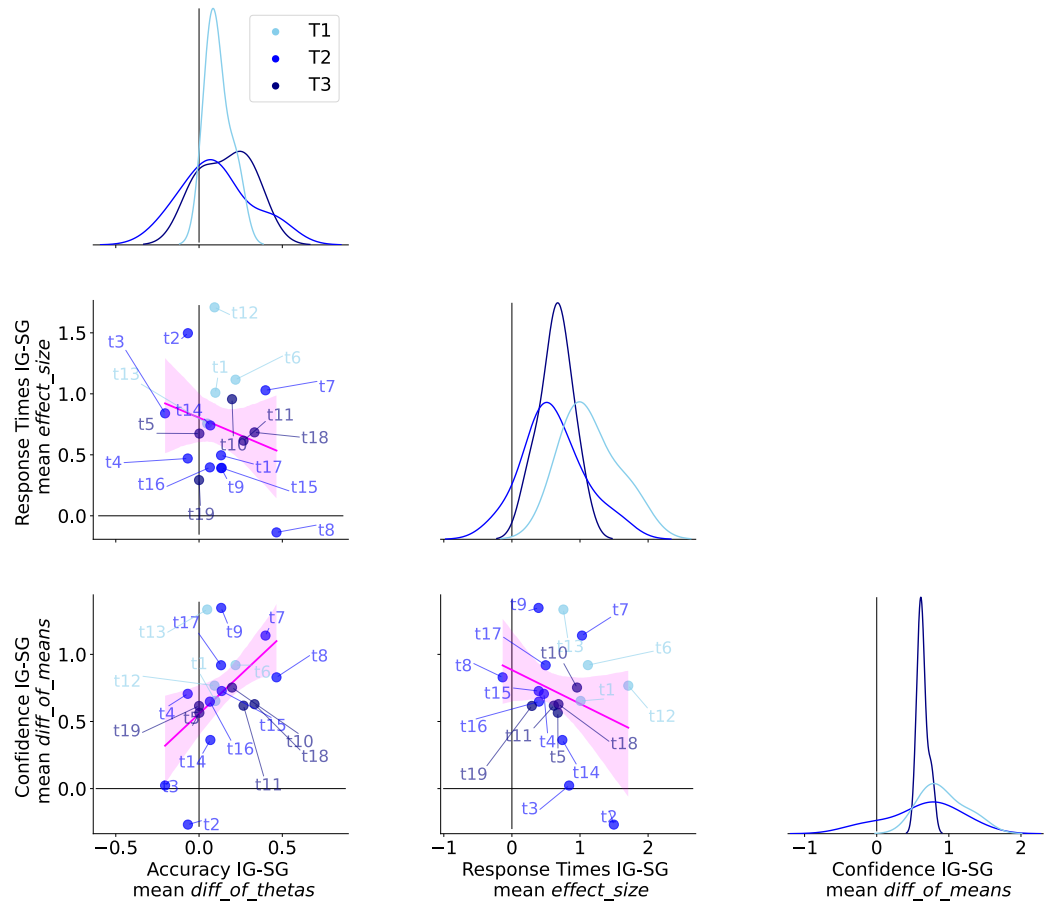 T1
T2
T3
Response Times IG-SG
mean effect_size
1.5
1.0
0.5
0.0
t12
t2
t3
t1
t6
t13
t7
t14
t5
t11
t10
t18
t4
t17
t16
t9
t15
t19
t8
Confidence IG-SG
mean diff_of_means
1.0
0.5
0.0
t17
t9
t7
t13
t1
t6
t8
t12
t4
t5
t19
t15
t10
t16
t18
t14
t11
t3
t2
t9
t7
t17
t13
t10
t6
t8
t15
t1
t12
t16
t11
t4
t18
t5
t19
t14
t3
t2
−0.5
0.0
0.5
Accuracy IG-SG
mean diff_of_thetas
−1
0
1
2
Response Times IG-SG
mean effect_size
−1
0
1
2
Confidence IG-SG
mean diff_of_means